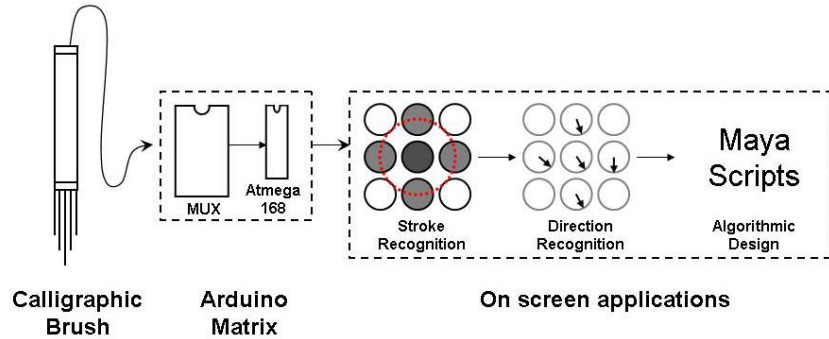 MUX
Atmega
168
Stroke
Recognition
Direction
Recognition
Maya
Scripts
Algorithmic
Design
Calligraphic
Brush
Arduino
Matrix
On screen applications